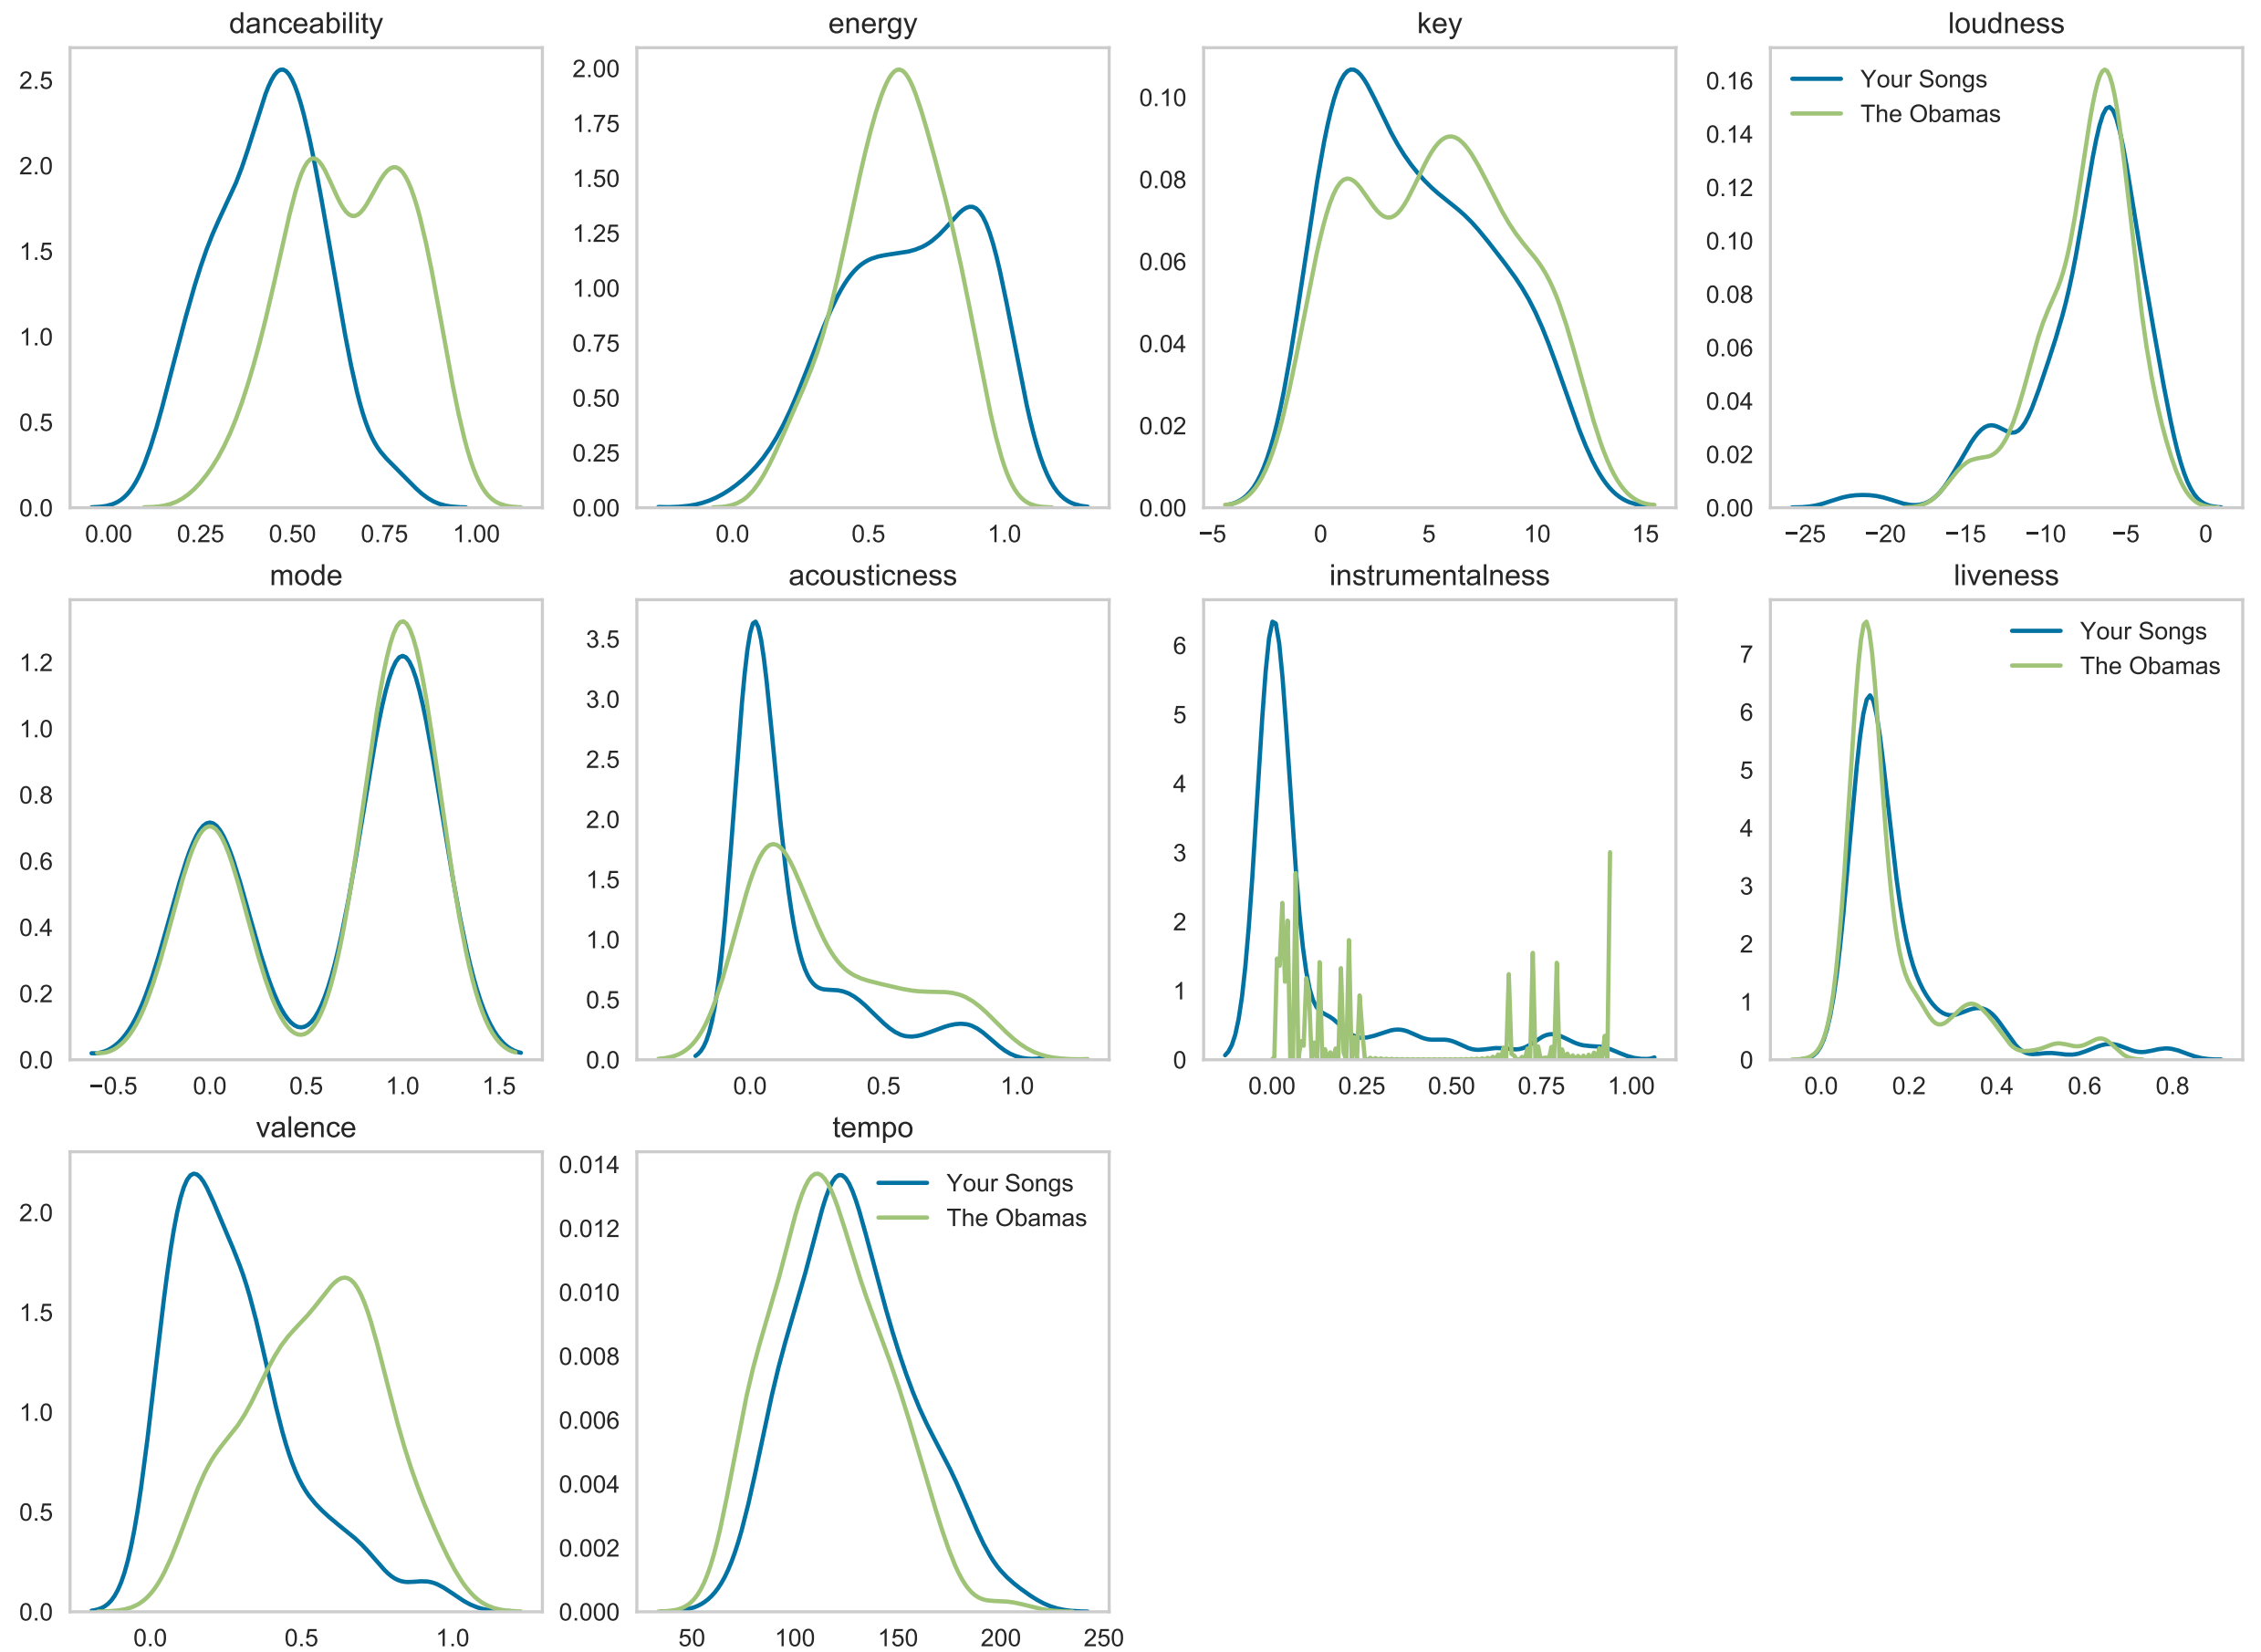 danceability
energy
key
loudness
2.5
2.0
1.5
1.0
0.5
0.0
0.00 0.25 0.50 0.75 1.00
2.00
1.75
1.50
1.25
1.00
0.75
0.50
0.25
0.00
0.0 0.5 1.0
0.10
0.08
0.06
0.04
0.02
0.00
−5 0 5 10 15
0.16
0.14
0.12
0.10
0.08
0.06
0.04
0.02
0.00
−25 −20 −15 −10 −5 0
Your Songs
The Obamas
mode
acousticness
instrumentalness
liveness
1.2
1.0
0.8
0.6
0.4
0.2
0.0
−0.5 0.0 0.5 1.0 1.5
3.5
3.0
2.5
2.0
1.5
1.0
0.5
0.0
0.0 0.5 1.0
6
5
4
3
2
1
0
0.00 0.25 0.50 0.75 1.00
7
6
5
4
3
2
1
0
0.0 0.2 0.4 0.6 0.8
Your Songs
The Obamas
valence
tempo
2.0
1.5
1.0
0.5
0.0
0.0 0.5 1.0
0.014
0.012
0.010
0.008
0.006
0.004
0.002
0.000
50 100 150 200 250
Your Songs
The Obamas